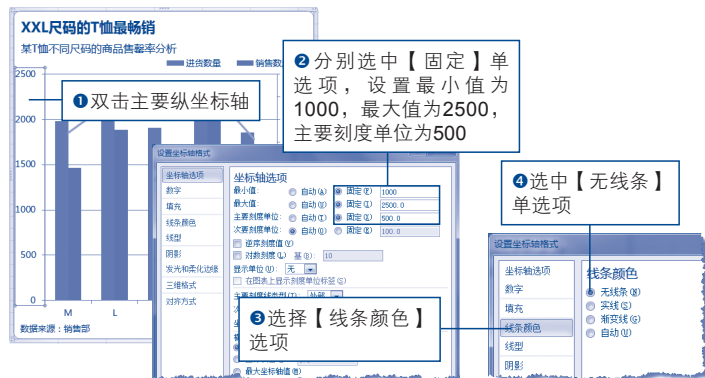 XXL尺码的T恤最畅销
某T恤不同尺码的商品售罄率分析
进货数量
销售数
2500
2000
1500
1000
500
0
M
L
数据来源：销售部
❶双击主要纵坐标轴
❷分别选中【固定】单
选项，设置最小值为
1000，最大值为2500，
主要刻度单位为500
设置坐标轴格式
坐标轴选项
数字
填充
线条颜色
线型
阴影
发光和柔化边缘
三维格式
对齐方式
坐标轴选项
最小值: 自动(A) 固定(F) 1000
最大值: 自动(U) 固定(I) 2500.0
主要刻度单位: 自动(T) 固定(X) 500.0
次要刻度单位: 自动(O) 固定(E) 100.0
逆序刻度值(V)
对数刻度(L) 基(B): 10
显示单位(U): 无
在图表上显示刻度单位标签(S)
主要刻度线类型(J): 外部
最大坐标轴值(M)
❸选择【线条颜色】
选项
❹选中【无线条】
单选项
设置坐标轴格式
坐标轴选项
数字
填充
线条颜色
线型
阴影
线条颜色
无线条(N)
实线(S)
渐变线(G)
自动(U)